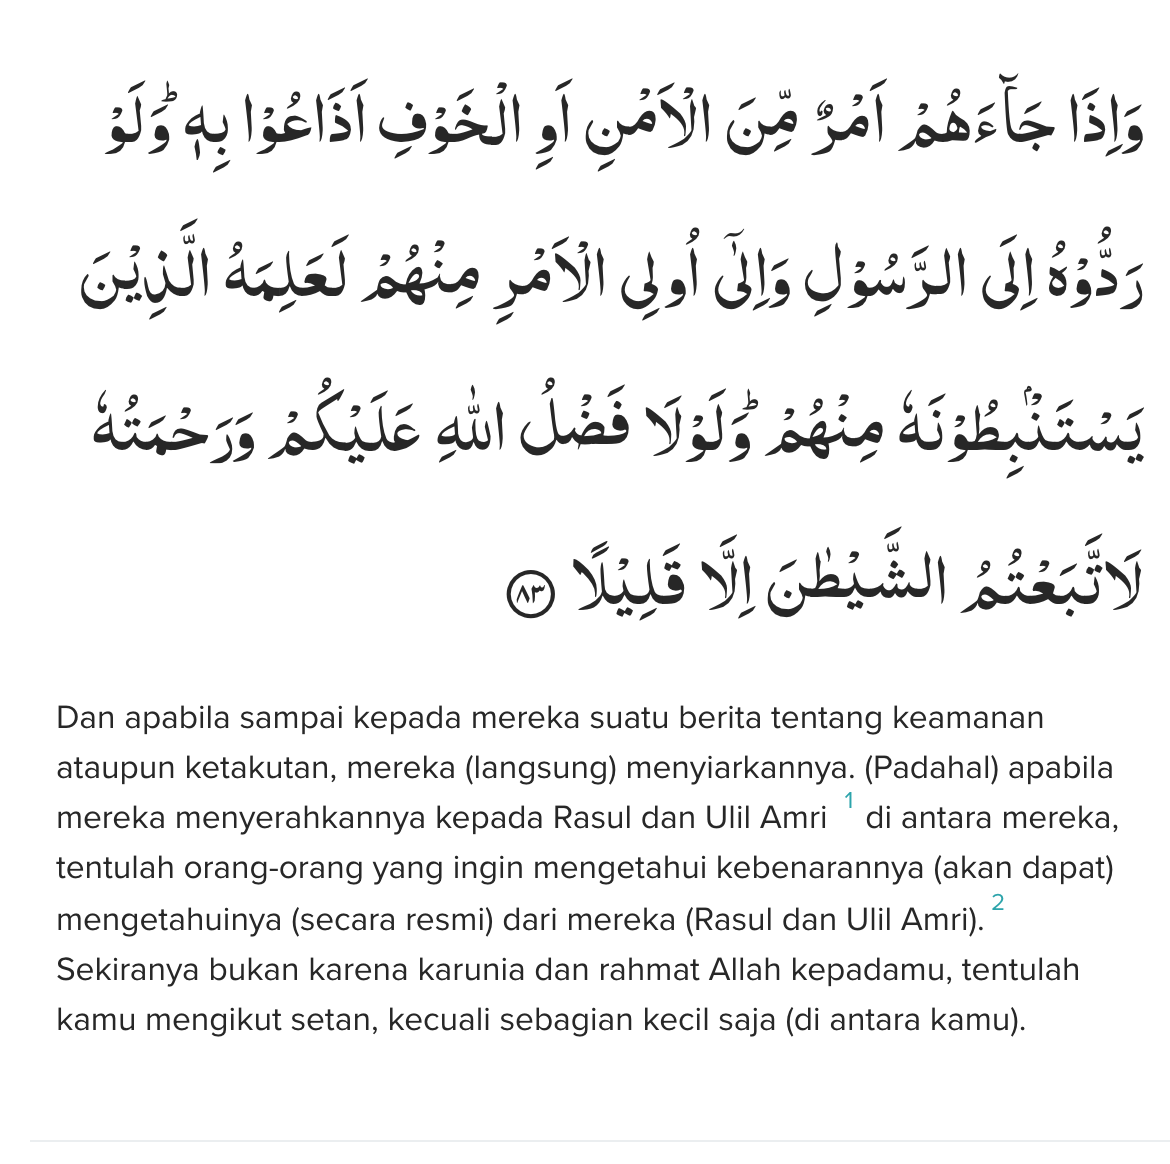 وَاِذَا جَاۤءَهُمْ اَمْرٌ مِّنَ الْاَمْنِ اَوِ الْخَوْفِ اَذَاعُوْا بِهٖ ۗ وَلَوْ
رَدُّوْهُ اِلَى الرَّسُوْلِ وَاِلٰٓى اُولِى الْاَمْرِ مِنْهُمْ لَعَلِمَهُ الَّذِيْنَ
يَسْتَنْۢبِطُوْنَهٗ مِنْهُمْ ۗ وَلَوْلَا فَضْلُ اللّٰهِ عَلَيْكُمْ وَرَحْمَتُهٗ
لَاتَّبَعْتُمُ الشَّيْطٰنَ اِلَّا قَلِيْلًا ٨٣
Dan apabila sampai kepada mereka suatu berita tentang keamanan
ataupun ketakutan, mereka (langsung) menyiarkannya. (Padahal) apabila
mereka menyerahkannya kepada Rasul dan Ulil Amri 1 di antara mereka,
tentulah orang-orang yang ingin mengetahui kebenarannya (akan dapat)
mengetahuinya (secara resmi) dari mereka (Rasul dan Ulil Amri). 2
Sekiranya bukan karena karunia dan rahmat Allah kepadamu, tentulah
kamu mengikut setan, kecuali sebagian kecil saja (di antara kamu).